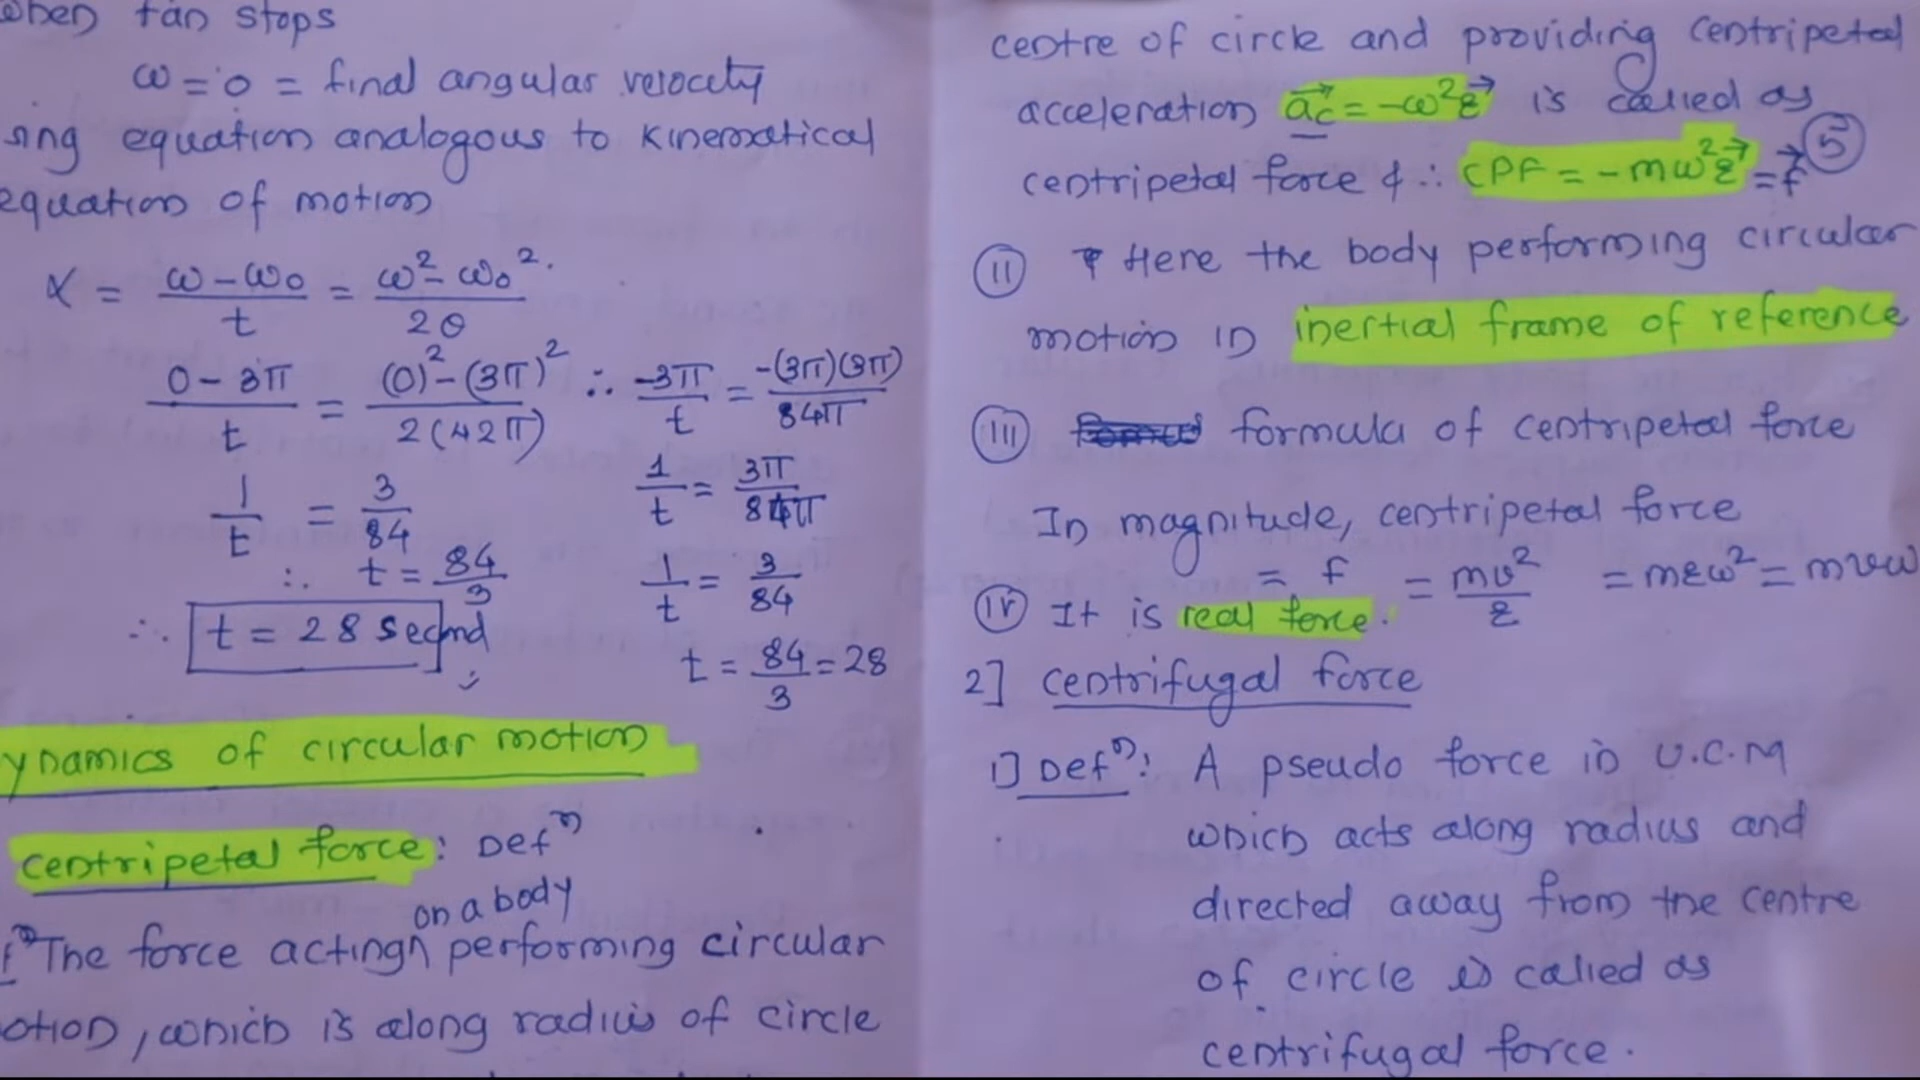 when fan stops
ω = 0 = final angular velocity
sing equation analogous to kinematical
equation of motion
α = (ω - ω₀)/t = (ω² - ω₀²)/2θ
(0 - 3π)/t = ((0)² - (3π)²)/2(42π) ∴ -3π/t = -(3π)(3π)/84π
1/t = 3/84
1/t = 3π/84π
∴ t = 84/3
1/t = 3/84
∴ t = 28 second
t = 84/3 = 28
ynamics of circular motion
centripetal force: Defⁿ
on a body
The force acting performing circular
otion, which is along radius of circle
centre of circle and providing centripetal
acceleration a⃗c = -ω²r⃗ is called as
5
centripetal force & ∴ CPF = -mω²r⃗ = f⃗
(ii) Here the body performing circular
motion in inertial frame of reference
(iii) formula of centripetal force
In magnitude, centripetal force
= f = mv²/r = mrω² = mvω
(iv) It is real force.
2] centrifugal force
1] Defⁿ: A pseudo force in U.C.M
which acts along radius and
directed away from the centre
of circle is called as
centrifugal force.